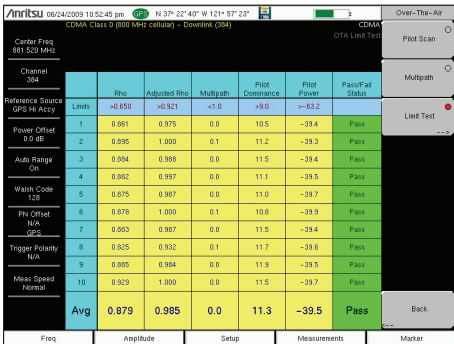 Anritsu 06/24/2009 10:52:45 pm GPS N 37° 22' 40" W 121° 57' 23"
CDMA Class 0 (800 MHz cellular) - Downlink (384) CDMA
OTA Limit Test
Center Freq
881.520 MHz
Channel
384
Reference Source
GPS Hi Accy
Power Offset
0.0 dB
Auto Range
On
Walsh Code
128
PN Offset
N/A
GPS
Trigger Polarity
N/A
Meas Speed
Normal
Rho Adjusted Rho Multipath Pilot Dominance Pilot Power Pass/Fail Status
Limits >0.850 >0.921 <1.0 >9.0 >-63.2
1 0.861 0.975 0.0 10.5 -39.4 Pass
2 0.895 1.000 0.1 11.2 -39.3 Pass
3 0.884 0.988 0.0 11.5 -39.4 Pass
4 0.882 0.997 0.0 11.1 -39.5 Pass
5 0.875 0.987 0.0 11.0 -39.7 Pass
6 0.878 1.000 0.1 10.8 -39.9 Pass
7 0.883 0.987 0.0 11.5 -39.4 Pass
8 0.825 0.932 0.1 11.7 -39.6 Pass
9 0.885 0.984 0.0 11.9 -39.5 Pass
10 0.929 1.000 0.0 11.5 -39.7 Pass
Avg 0.879 0.985 0.0 11.3 -39.5 Pass
Over-The-Air
Pilot Scan
Multipath
Limit Test
-->
Back
<--
Freq Amplitude Setup Measurements Marker